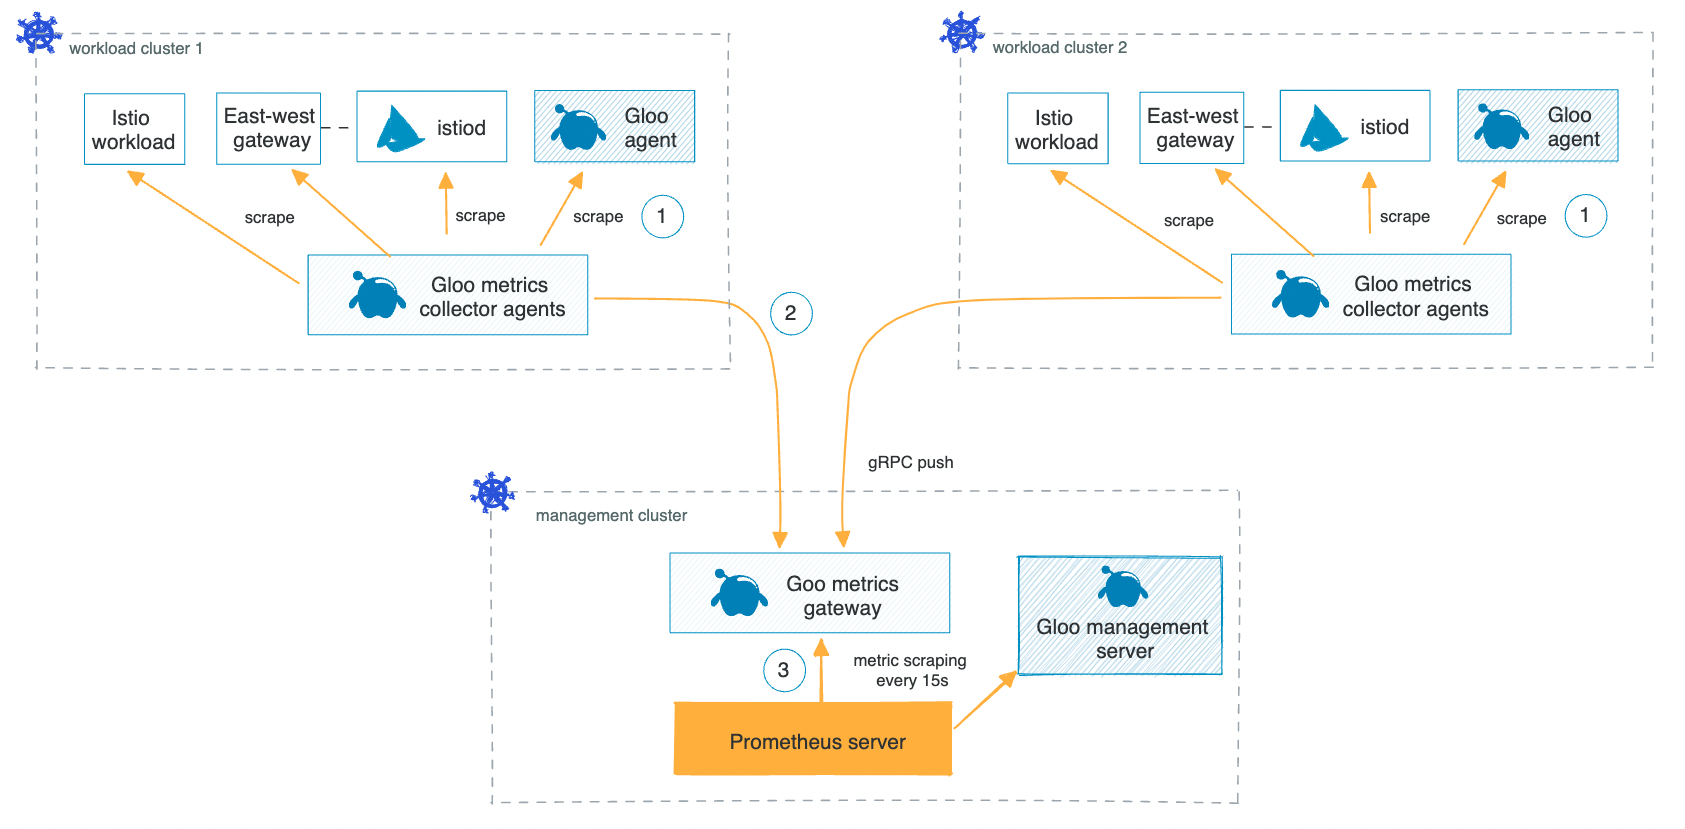 workload cluster 1
Istio
workload
East-west
gateway
istiod
Gloo
agent
scrape
scrape
scrape
1
Gloo metrics
collector agents
2
workload cluster 2
Istio
workload
East-west
gateway
istiod
Gloo
agent
scrape
scrape
scrape
1
Gloo metrics
collector agents
gRPC push
management cluster
Goo metrics
gateway
Gloo management
server
3
metric scraping
every 15s
Prometheus server